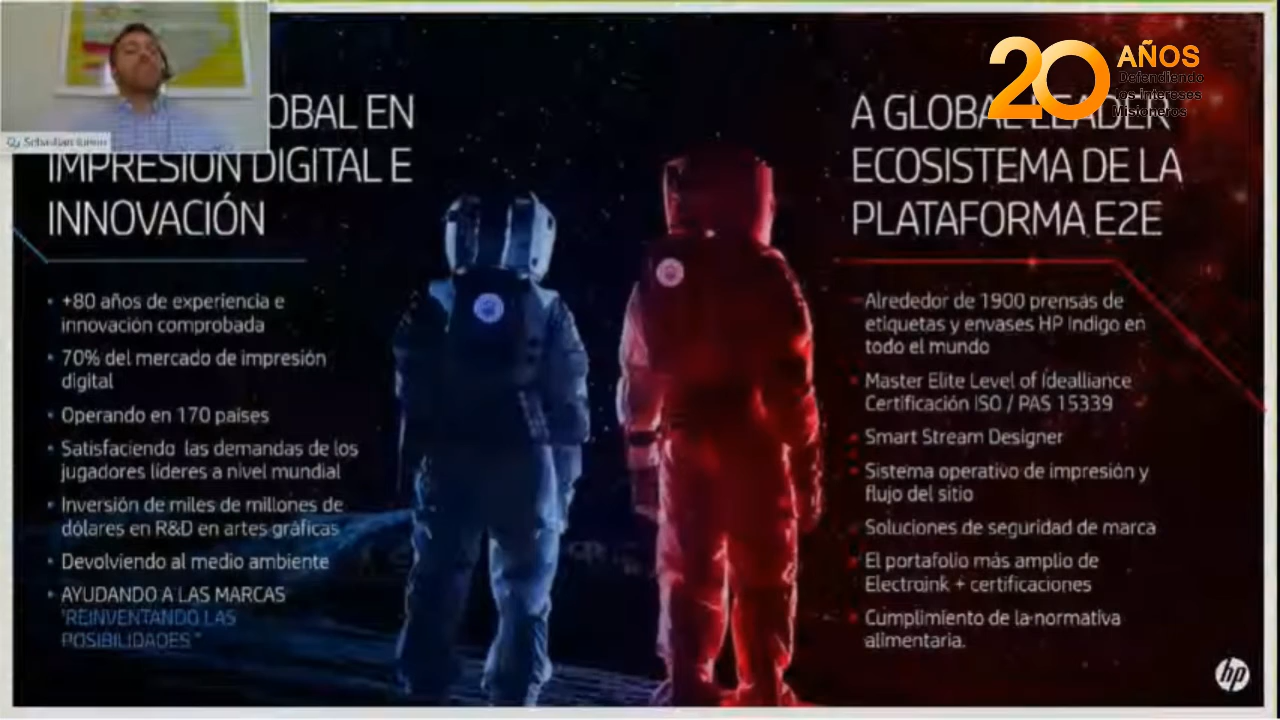 OBAL EN
IMPRESIÓN DIGITAL E
INNOVACIÓN
• +80 años de experiencia e
innovación comprobada
• 70% del mercado de impresión
digital
• Operando en 170 países
• Satisfaciendo las demandas de los
jugadores líderes a nivel mundial
• Inversión de miles de millones de
dólares en R&D en artes gráficas
• Devolviendo al medio ambiente
• AYUDANDO A LAS MARCAS
"REINVENTANDO LAS
POSIBILIDADES "
20 AÑOS
Defendiendo
los intereses
Misioneros
A GLOBAL LEADER
ECOSISTEMA DE LA
PLATAFORMA E2E
Alrededor de 1900 prensas de
etiquetas y envases HP Indigo en
todo el mundo
Master Elite Level of Idealliance
Certificación ISO / PAS 15339
Smart Stream Designer
Sistema operativo de impresión y
flujo del sitio
Soluciones de seguridad de marca
El portafolio más amplio de
Electroink + certificaciones
Cumplimiento de la normativa
alimentaria.
hp
Sebastian